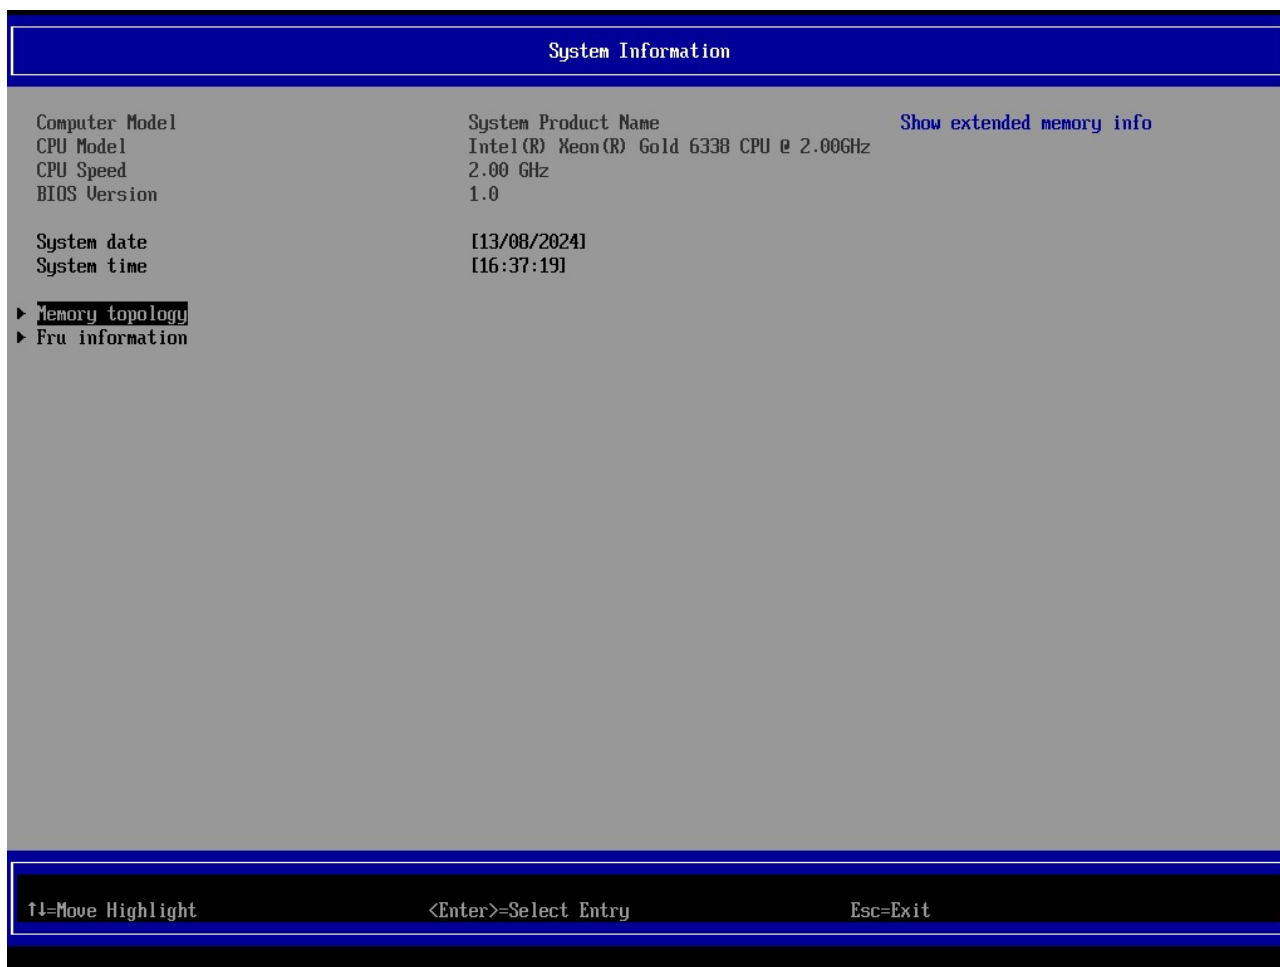 System Information
Computer Model System Product Name Show extended memory info
CPU Model Intel(R) Xeon(R) Gold 6338 CPU @ 2.00GHz
CPU Speed 2.00 GHz
BIOS Version 1.0
System date [13/08/2024]
System time [16:37:19]
▶ Memory topology
▶ Fru information
↑↓=Move Highlight <Enter>=Select Entry Esc=Exit